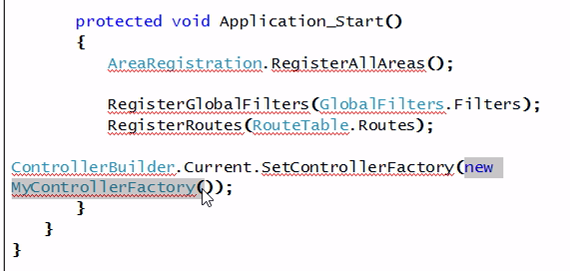 protected void Application_Start()
{
AreaRegistration.RegisterAllAreas();
RegisterGlobalFilters(GlobalFilters.Filters);
RegisterRoutes(RouteTable.Routes);
ControllerBuilder.Current.SetControllerFactory(new
MyControllerFactory());
}
}
}